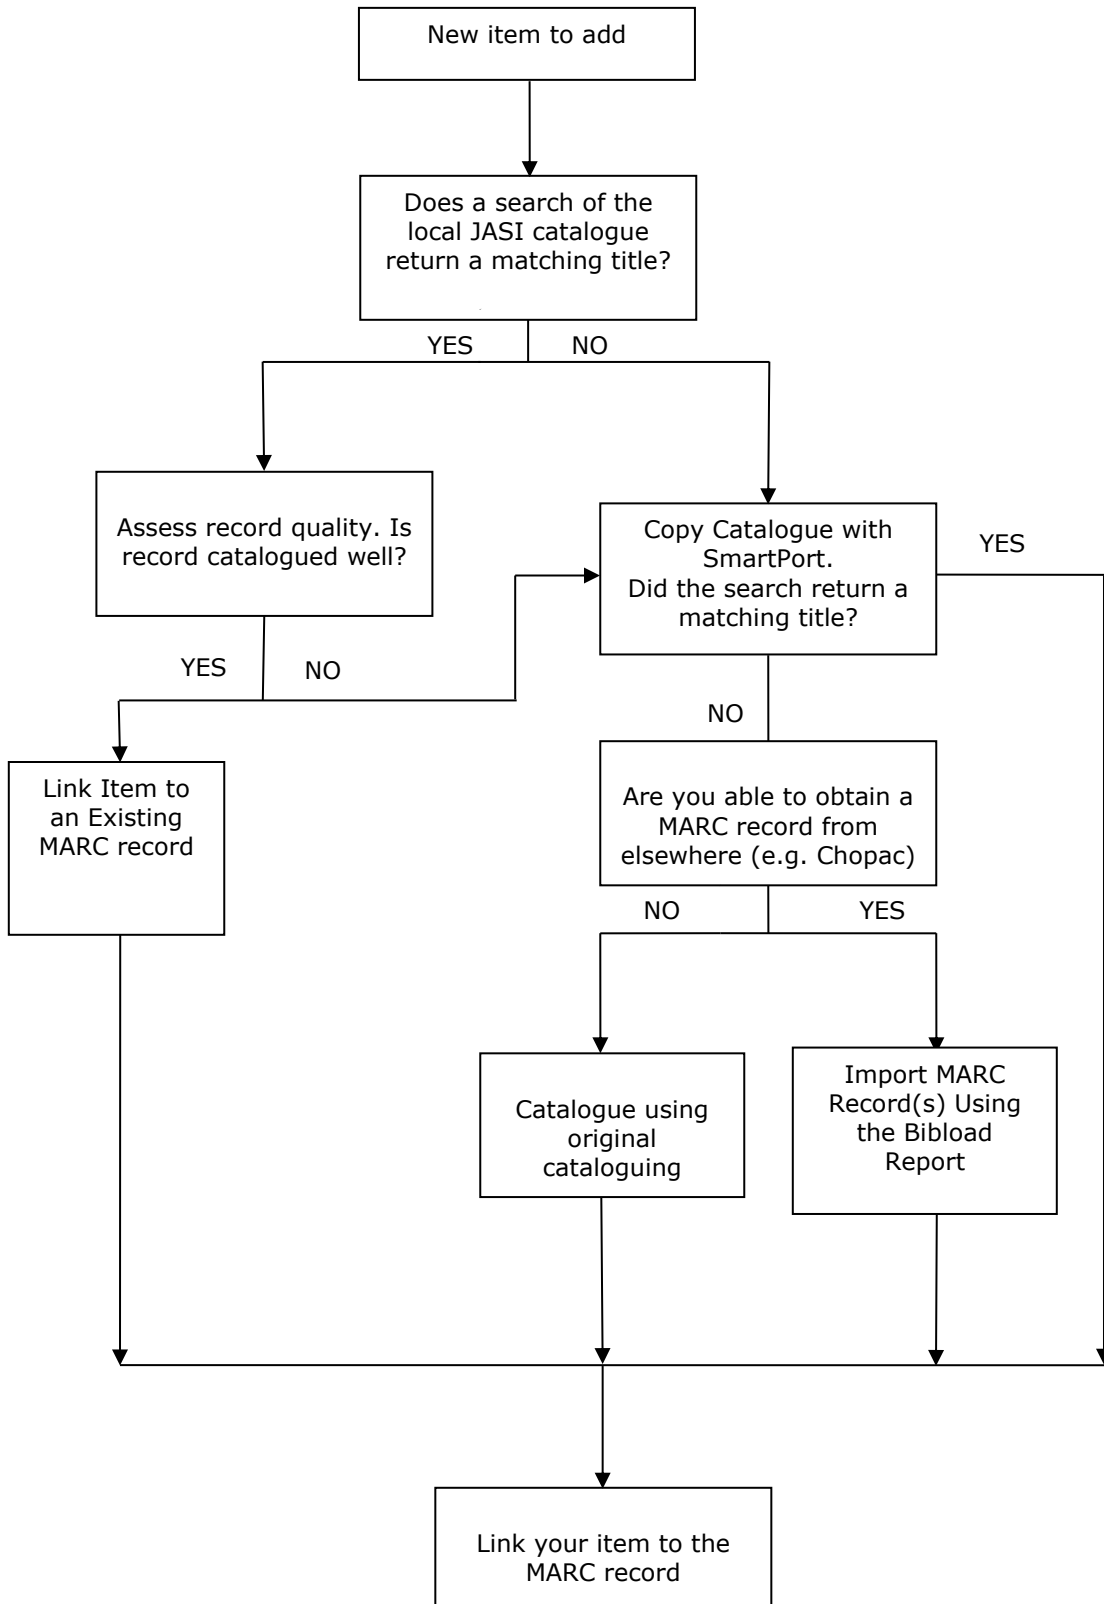 New item to add
Does a search of the
local JASI catalogue
return a matching title?
YES
NO
Assess record quality. Is
record catalogued well?
Copy Catalogue with
SmartPort.
Did the search return a
matching title?
YES
YES
NO
NO
Link Item to
an Existing
MARC record
Are you able to obtain a
MARC record from
elsewhere (e.g. Chopac)
NO
YES
Catalogue using
original
cataloguing
Import MARC
Record(s) Using
the Bibload
Report
Link your item to the
MARC record